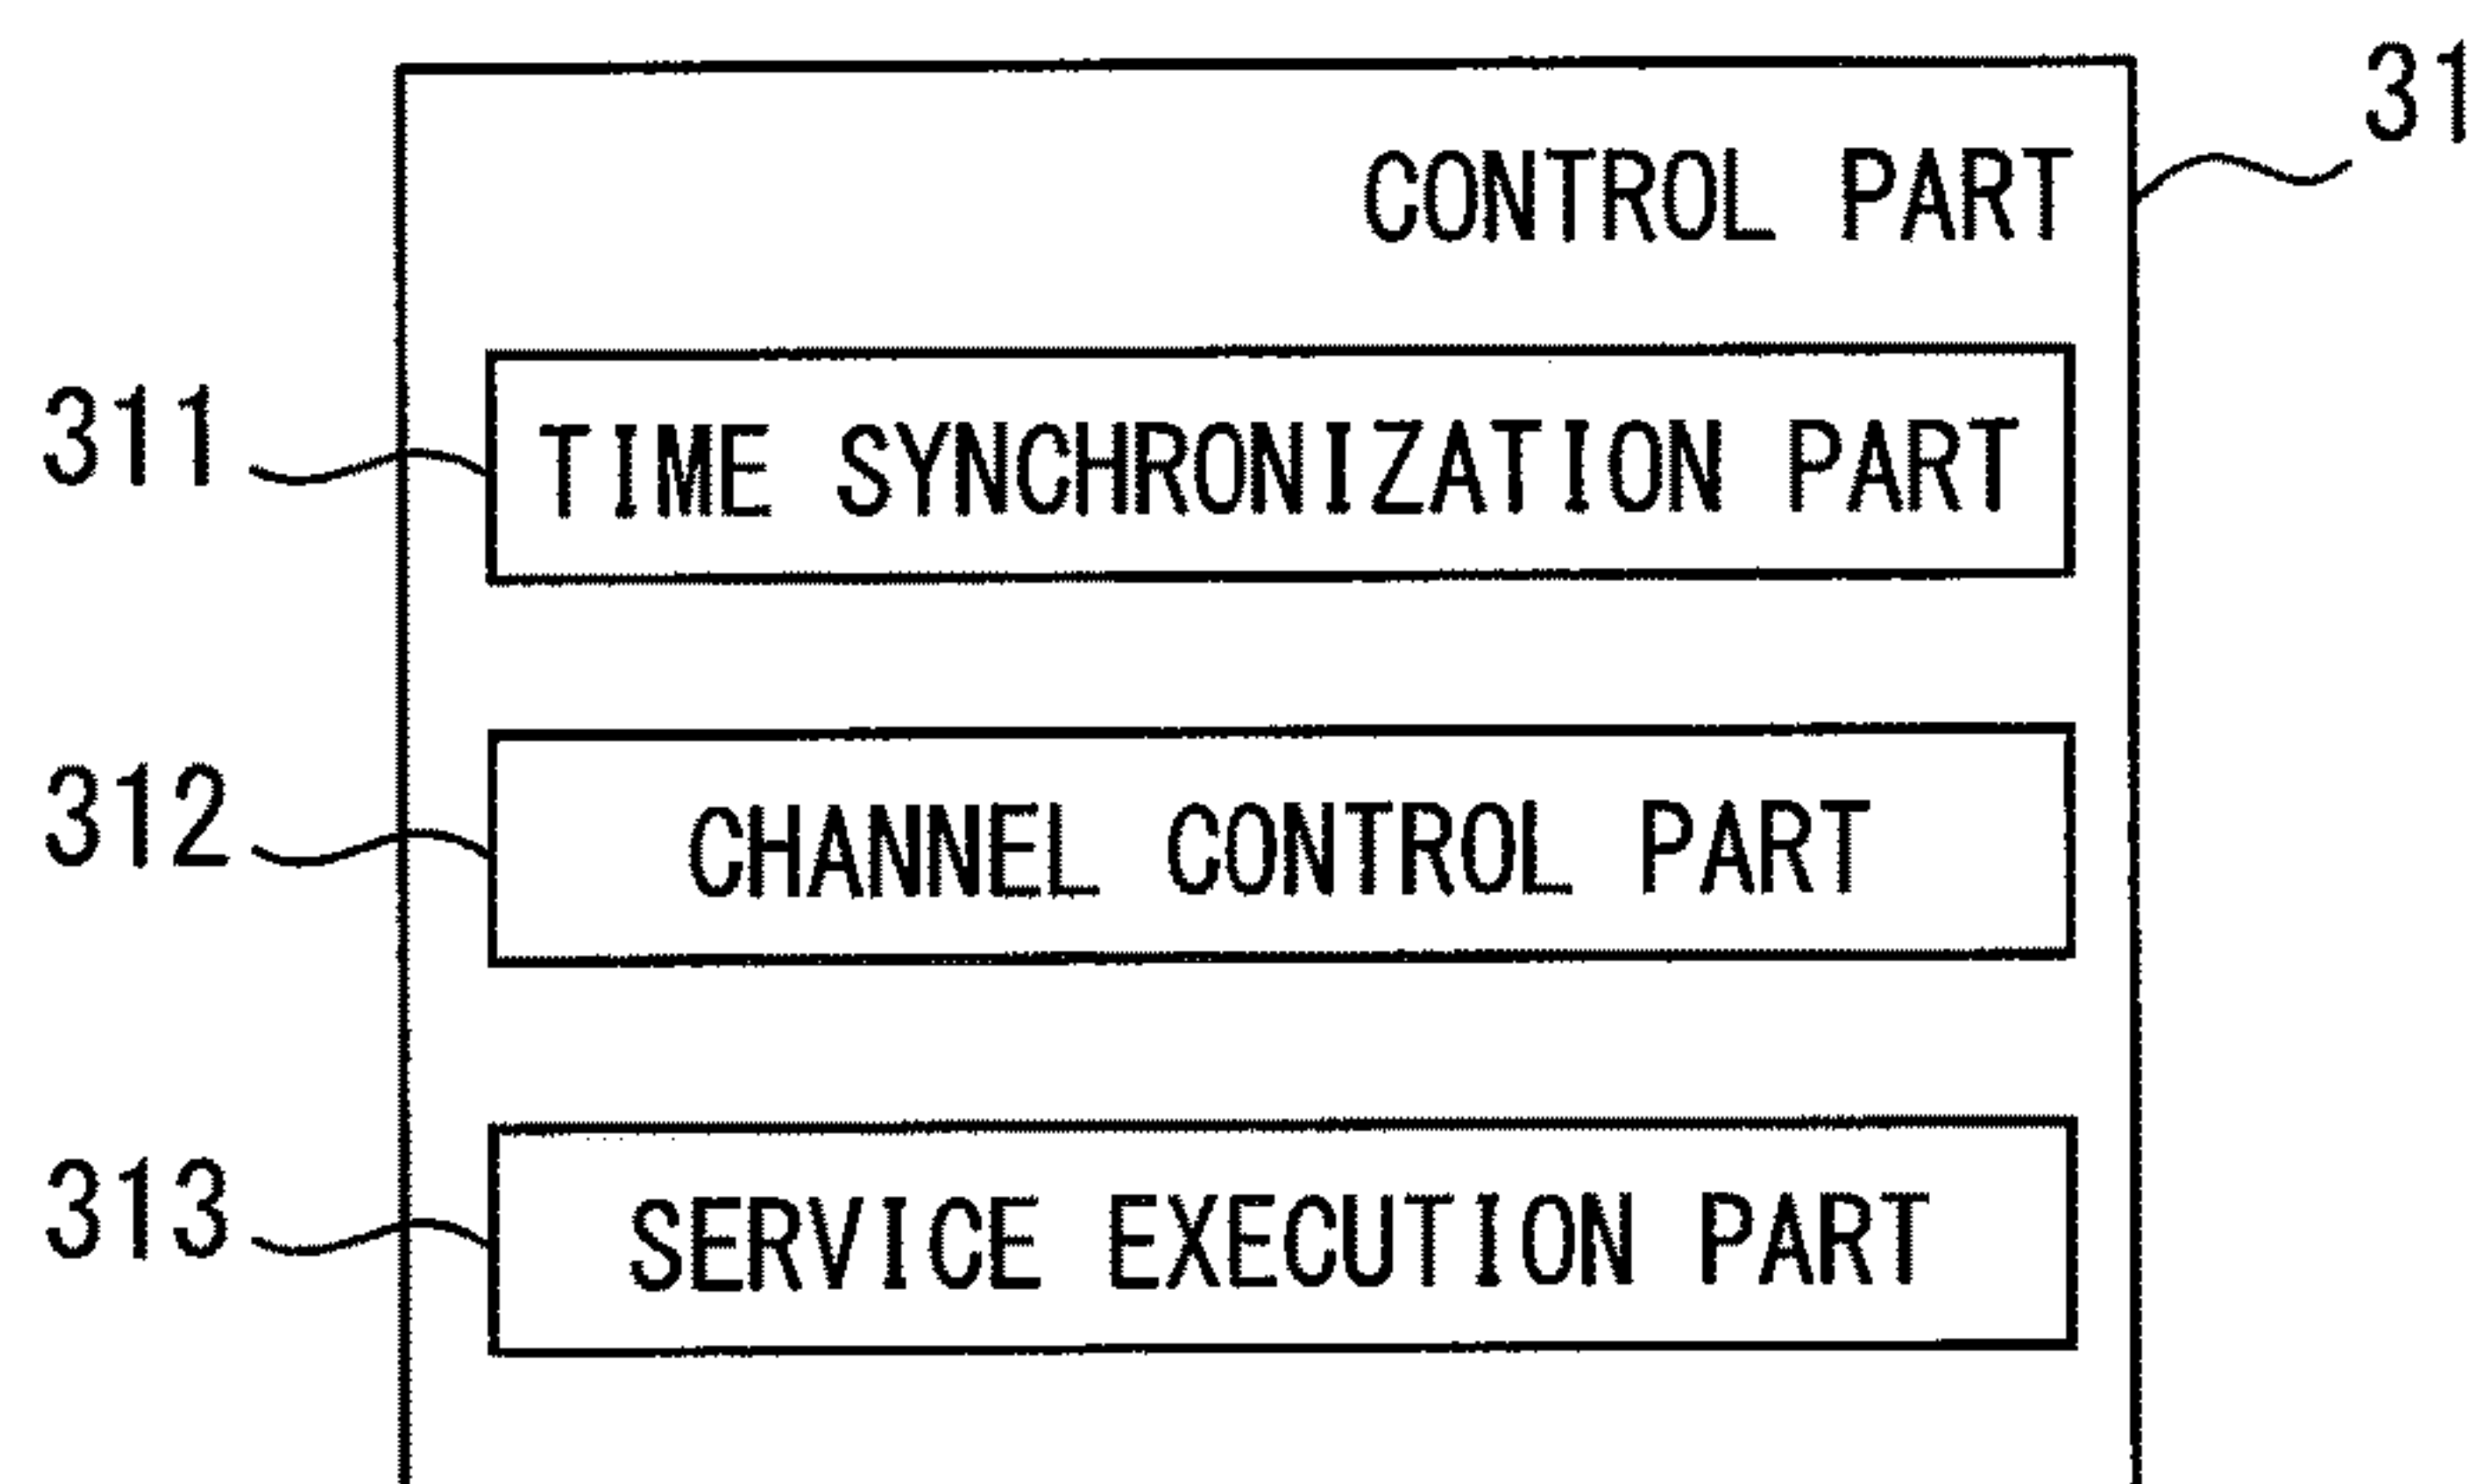 31
CONTROL PART
311
TIME SYNCHRONIZATION PART
312
CHANNEL CONTROL PART
313
SERVICE EXECUTION PART